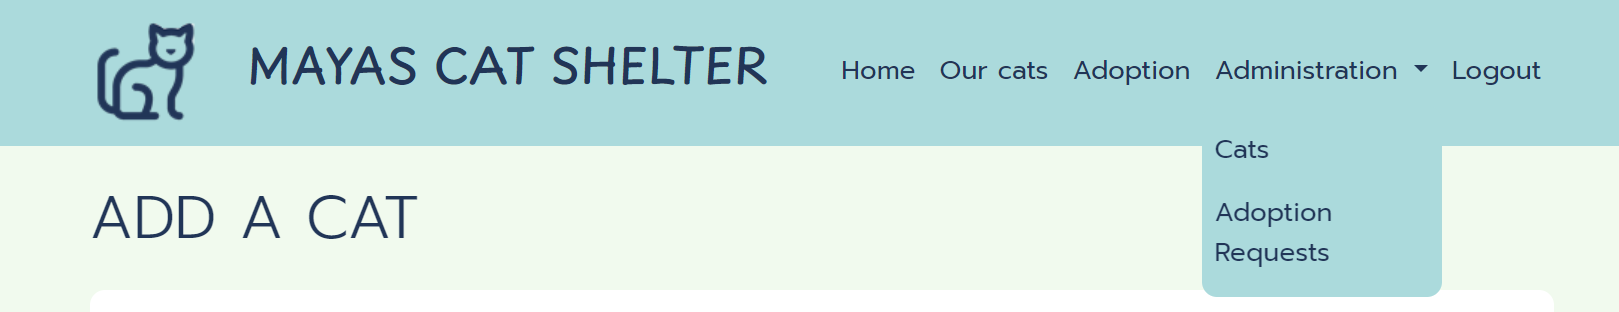 MAYAS CAT SHELTER
Home Our cats Adoption Administration Logout
Cats
Adoption
Requests
ADD A CAT